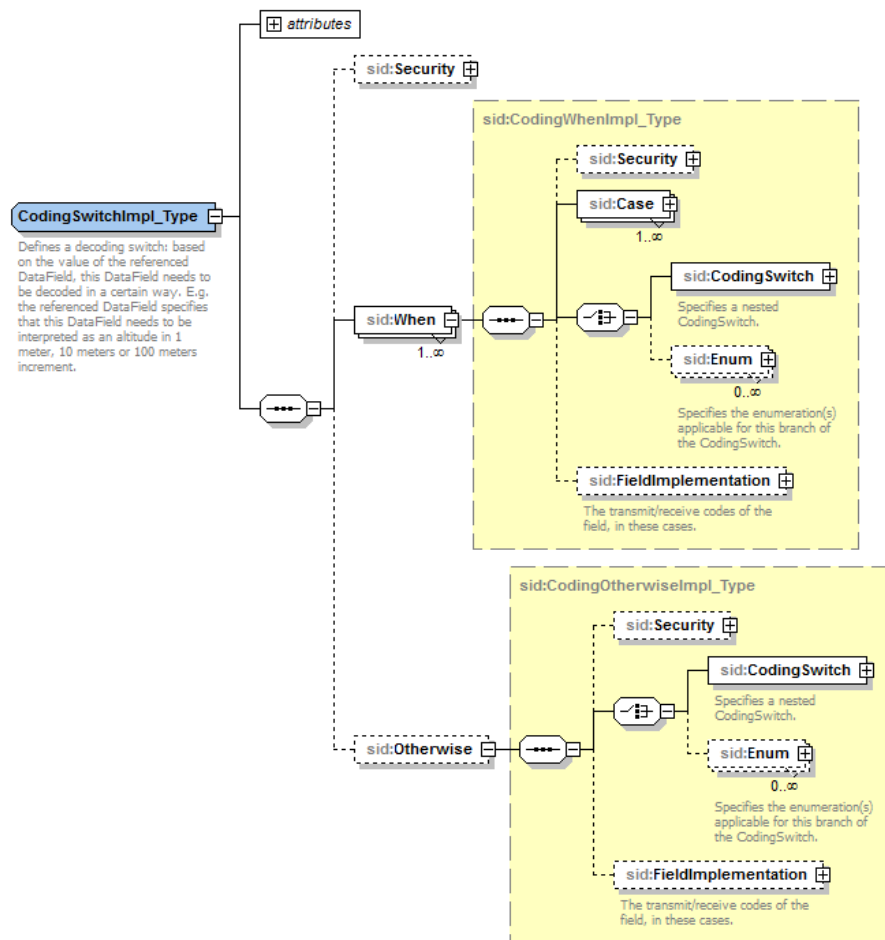 attributes
sid:Security
sid:CodingWhenImpl_Type
sid:Security
sid:Case
1..∞
CodingSwitchImpl_Type
Defines a decoding switch: based
on the value of the referenced
DataField, this DataField needs to
be decoded in a certain way. E.g.
the referenced DataField specifies
that this DataField needs to be
interpreted as an altitude in 1
meter, 10 meters or 100 meters
increment.
sid:When
1..∞
sid:CodingSwitch
Specifies a nested
CodingSwitch.
sid:Enum
0..∞
Specifies the enumeration(s)
applicable for this branch of
the CodingSwitch.
sid:FieldImplementation
The transmit/receive codes of the
field, in these cases.
sid:CodingOtherwiseImpl_Type
sid:Security
sid:CodingSwitch
Specifies a nested
CodingSwitch.
sid:Otherwise
sid:Enum
0..∞
Specifies the enumeration(s)
applicable for this branch of
the CodingSwitch.
sid:FieldImplementation
The transmit/receive codes of the
field, in these cases.